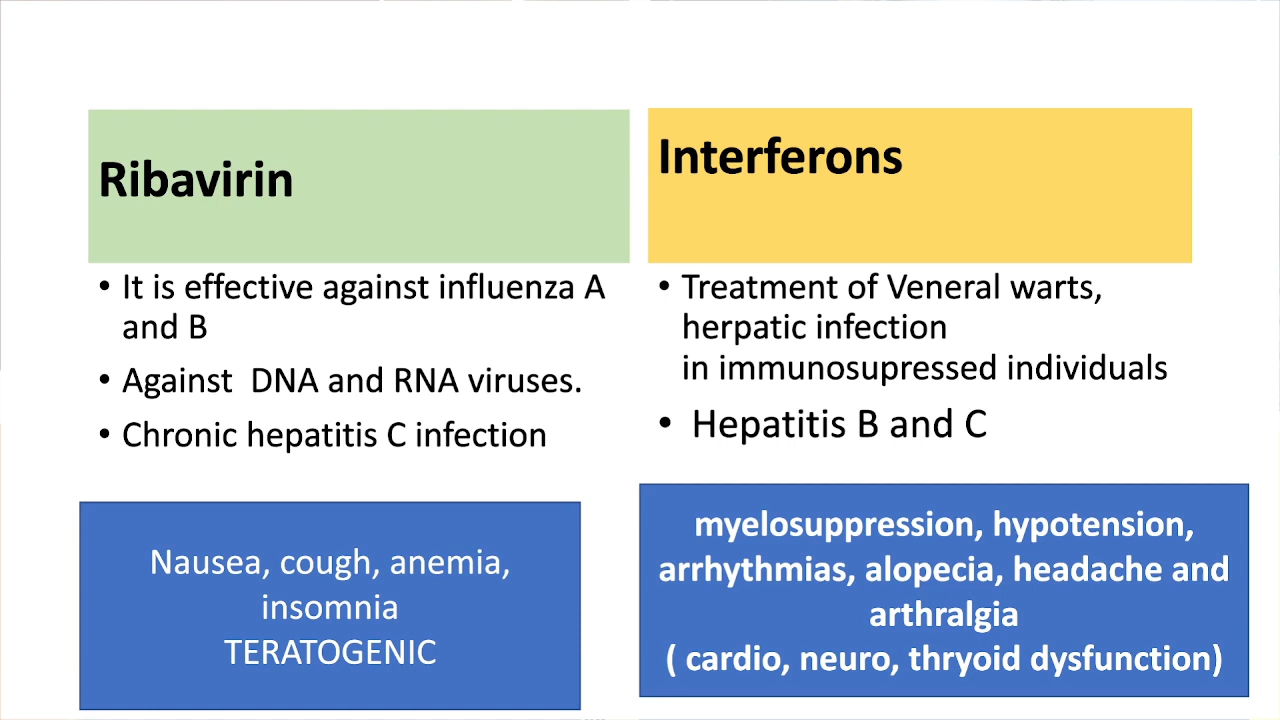 Ribavirin
• It is effective against influenza A
and B
• Against  DNA and RNA viruses.
• Chronic hepatitis C infection
Nausea, cough, anemia,
insomnia
TERATOGENIC
Interferons
• Treatment of Veneral warts,
herpatic infection
in immunosupressed individuals
• Hepatitis B and C
myelosuppression, hypotension,
arrhythmias, alopecia, headache and
arthralgia
( cardio, neuro, thryoid dysfunction)